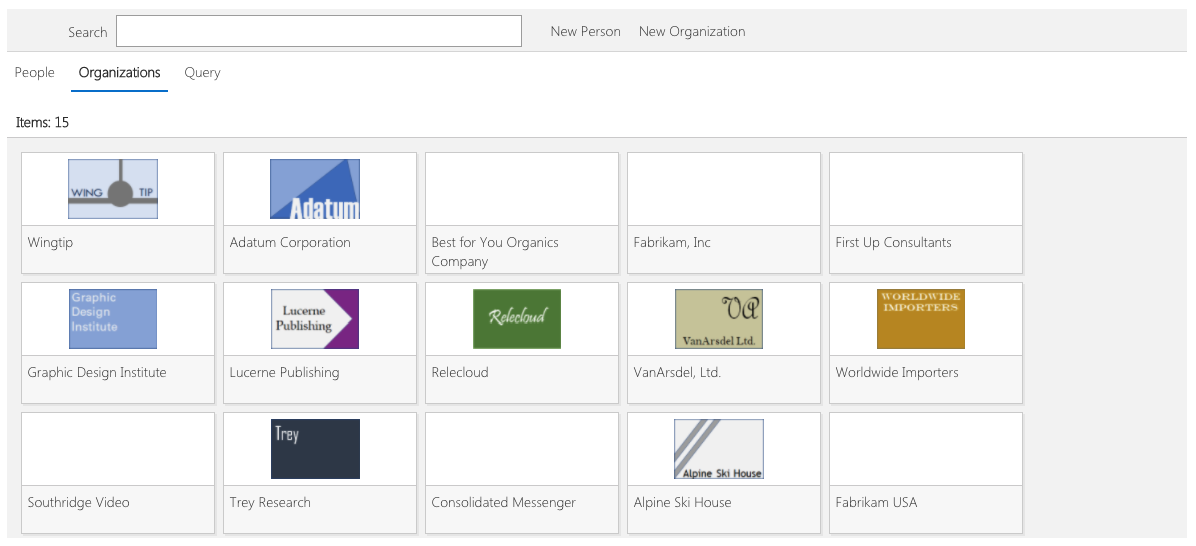 Search New Person New Organization
People Organizations Query
Items: 15
WING TIP
Adatum
Wingtip
Adatum Corporation
Best for You Organics
Company
Fabrikam, Inc
First Up Consultants
Graphic
Design
Institute
Lucerne
Publishing
Relecloud
VA
VanArsdel Ltd.
WORLDWIDE
IMPORTERS
Graphic Design Institute
Lucerne Publishing
Relecloud
VanArsdel, Ltd.
Worldwide Importers
Trey
Alpine Ski House
Southridge Video
Trey Research
Consolidated Messenger
Alpine Ski House
Fabrikam USA